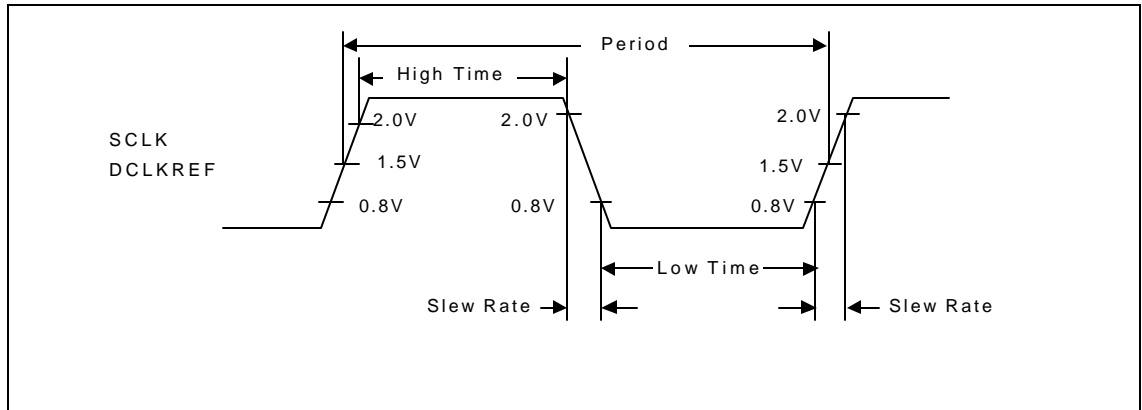 Period
High Time
2.0V
2.0V
2.0V
SCLK
DCLKREF
1.5V
1.5V
0.8V
0.8V
0.8V
Low Time
Slew Rate
Slew Rate